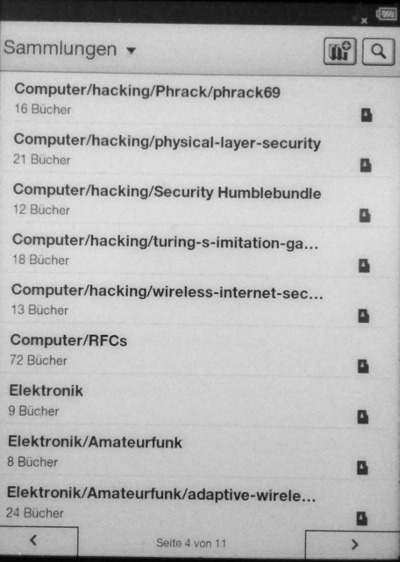 Sammlungen
Computer/hacking/Phrack/phrack69
16 Bücher
Computer/hacking/physical-layer-security
21 Bücher
Computer/hacking/Security Humblebundle
12 Bücher
Computer/hacking/turing-s-imitation-ga...
18 Bücher
Computer/hacking/wireless-internet-sec...
13 Bücher
Computer/RFCs
72 Bücher
Elektronik
9 Bücher
Elektronik/Amateurfunk
8 Bücher
Elektronik/Amateurfunk/adaptive-wirele...
24 Bücher
Seite 4 von 11